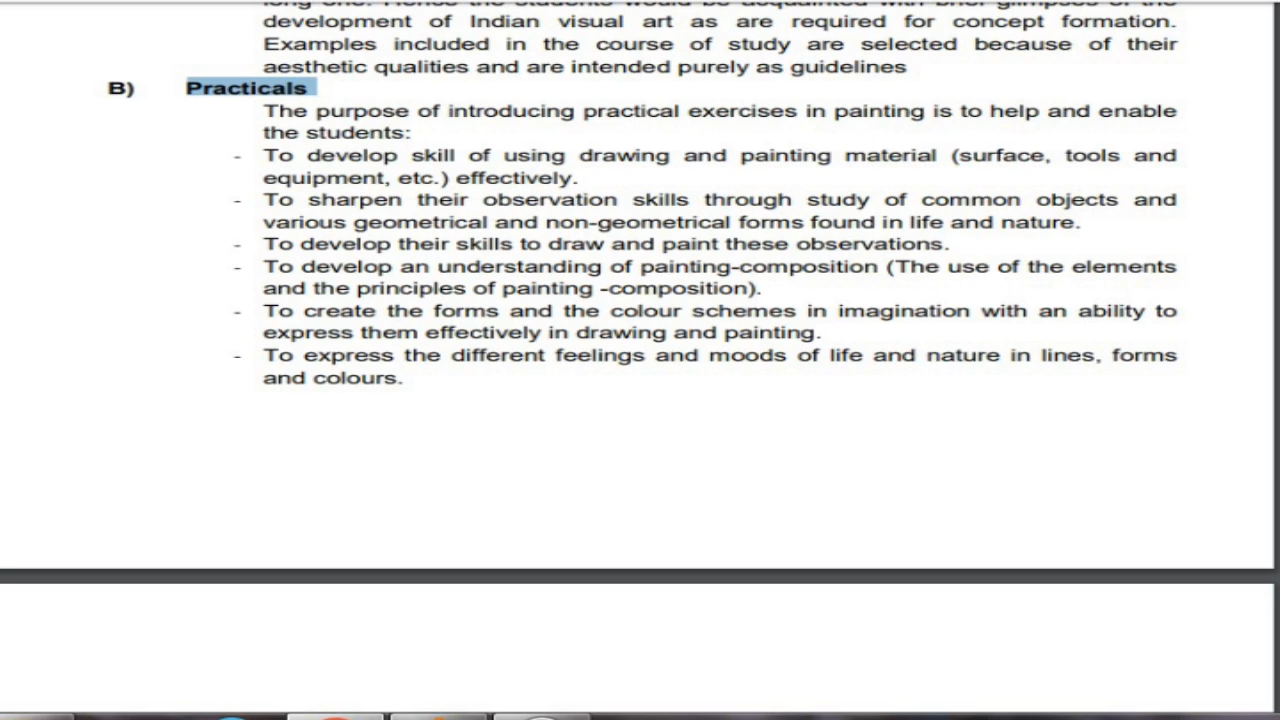 development of Indian visual art as are required for concept formation.
Examples included in the course of study are selected because of their
aesthetic qualities and are intended purely as guidelines
B) Practicals
The purpose of introducing practical exercises in painting is to help and enable
the students:
- To develop skill of using drawing and painting material (surface, tools and
equipment, etc.) effectively.
- To sharpen their observation skills through study of common objects and
various geometrical and non-geometrical forms found in life and nature.
- To develop their skills to draw and paint these observations.
- To develop an understanding of painting-composition (The use of the elements
and the principles of painting -composition).
- To create the forms and the colour schemes in imagination with an ability to
express them effectively in drawing and painting.
- To express the different feelings and moods of life and nature in lines, forms
and colours.